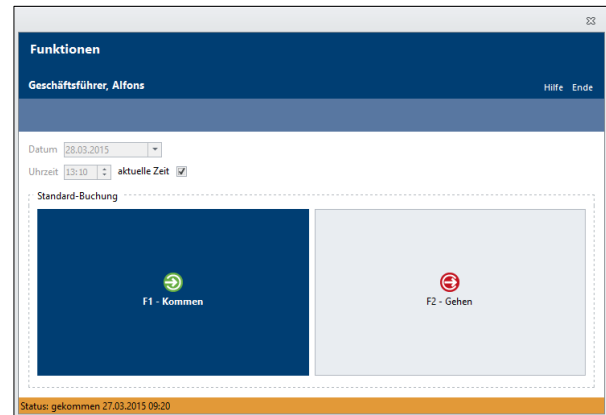 Funktionen
Geschäftsführer, Alfons
Hilfe Ende
Datum 28.03.2015
Uhrzeit 13:10 aktuelle Zeit
Standard-Buchung
F1 - Kommen
F2 - Gehen
Status: gekommen 27.03.2015 09:20